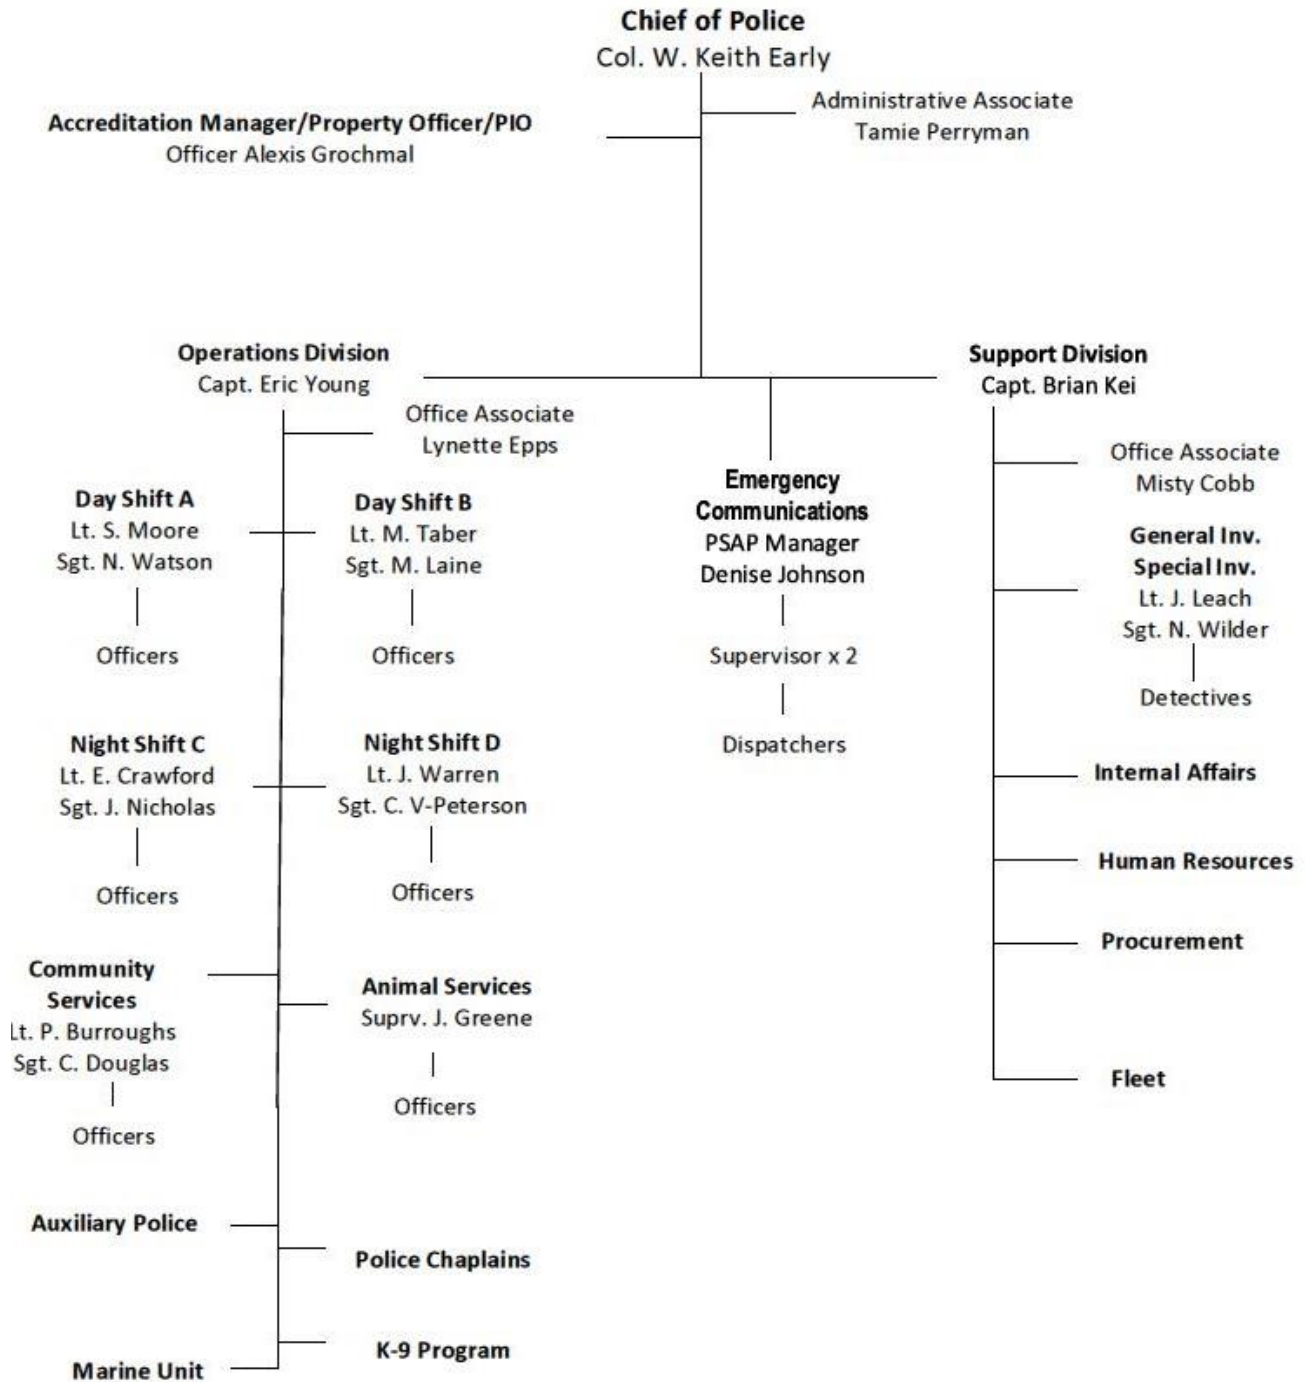 Chief of Police
Col. W. Keith Early
Administrative Associate
Tamie Perryman
Accreditation Manager/Property Officer/PIO
Officer Alexis Grochmal
Operations Division
Capt. Eric Young
Office Associate
Lynette Epps
Day Shift A
Lt. S. Moore
Sgt. N. Watson
Officers
Day Shift B
Lt. M. Taber
Sgt. M. Laine
Officers
Night Shift C
Lt. E. Crawford
Sgt. J. Nicholas
Officers
Night Shift D
Lt. J. Warren
Sgt. C. V-Peterson
Officers
Community
Services
Lt. P. Burroughs
Sgt. C. Douglas
Officers
Animal Services
Suprv. J. Greene
Officers
Auxiliary Police
Police Chaplains
K-9 Program
Marine Unit
Emergency
Communications
PSAP Manager
Denise Johnson
Supervisor x 2
Dispatchers
Support Division
Capt. Brian Kei
Office Associate
Misty Cobb
General Inv.
Special Inv.
Lt. J. Leach
Sgt. N. Wilder
Detectives
Internal Affairs
Human Resources
Procurement
Fleet